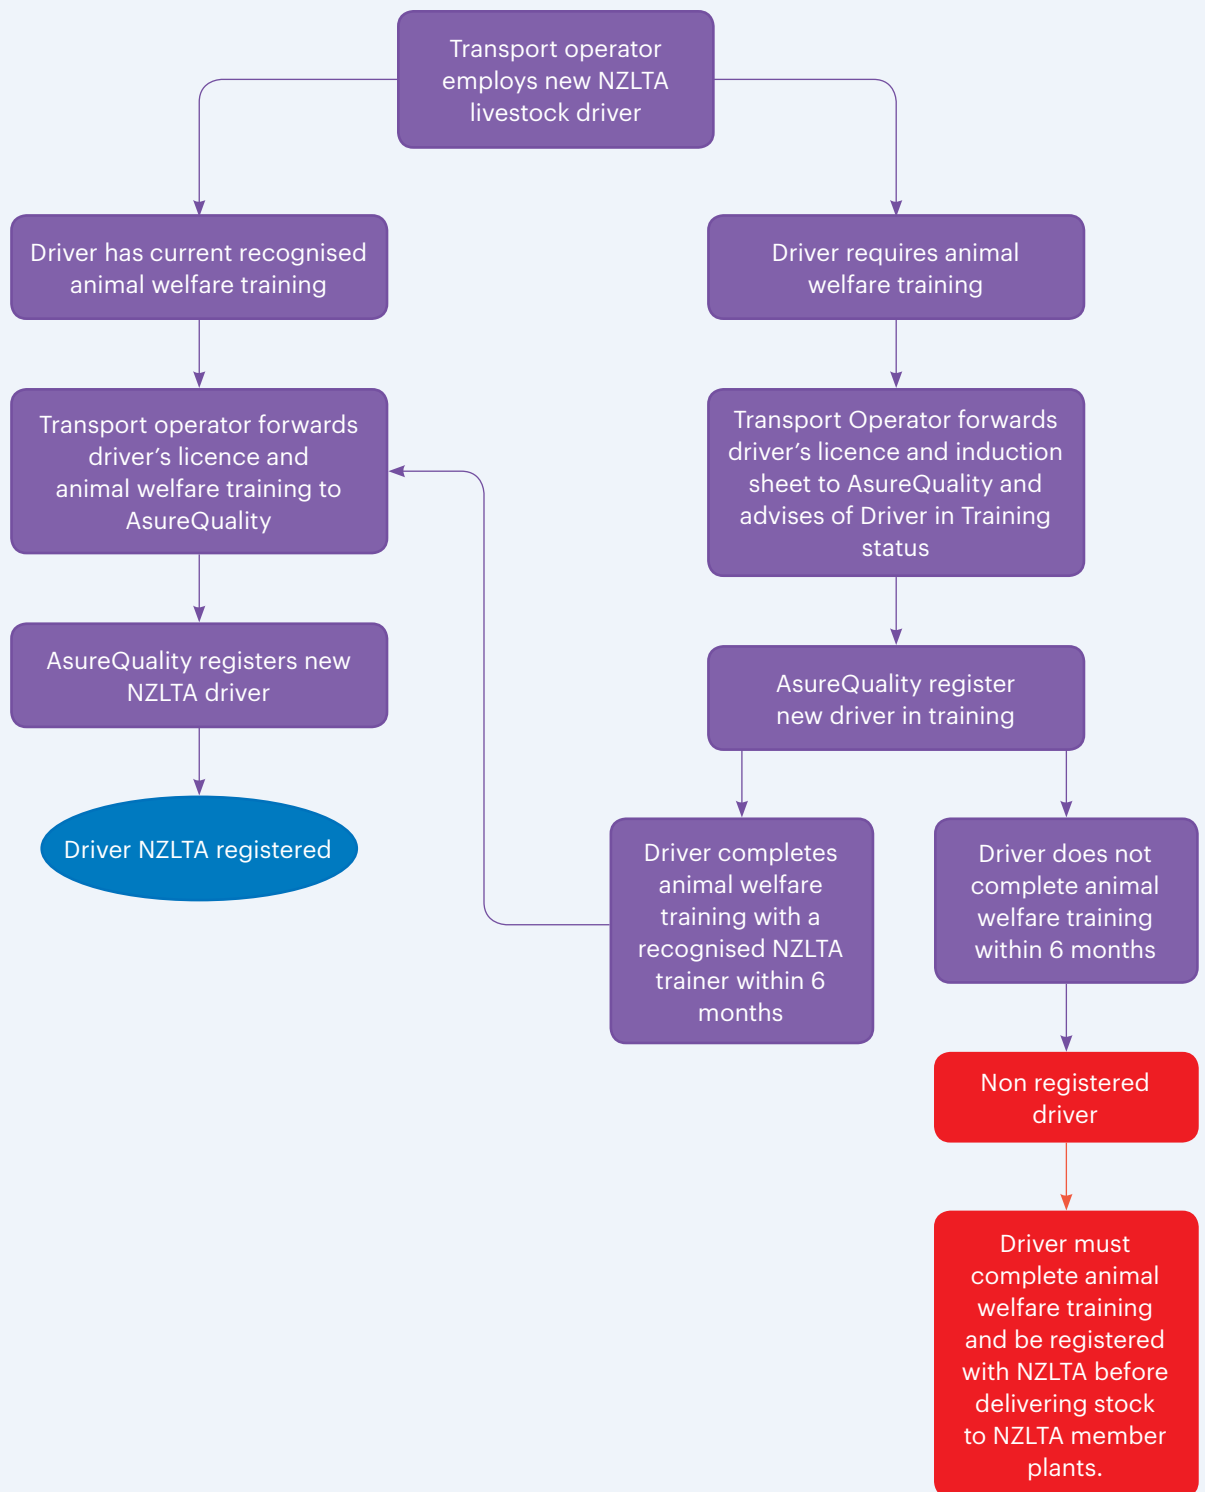 Transport operator
employs new NZLTA
livestock driver
Driver has current recognised
animal welfare training
Driver requires animal
welfare training
Transport operator forwards
driver’s licence and
animal welfare training to
AsureQuality
Transport Operator forwards
driver’s licence and induction
sheet to AsureQuality and
advises of Driver in Training
status
AsureQuality registers new
NZLTA driver
AsureQuality register
new driver in training
Driver NZLTA registered
Driver completes
animal welfare
training with a
recognised NZLTA
trainer within 6
months
Driver does not
complete animal
welfare training
within 6 months
Non registered
driver
Driver must
complete animal
welfare training
and be registered
with NZLTA before
delivering stock
to NZLTA member
plants.